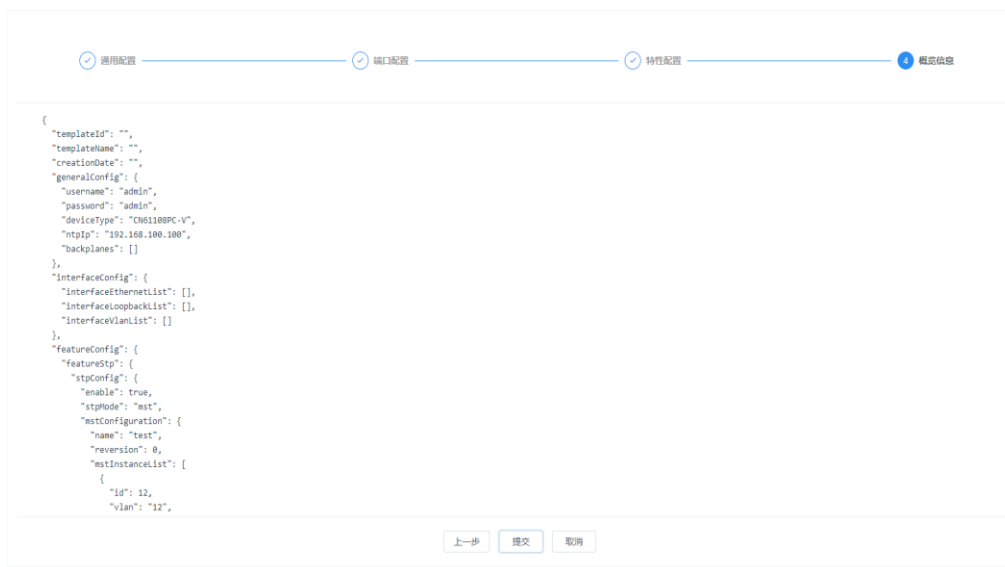 通用配置 端口配置 特性配置 4 概览信息
{
"templateId": "",
"templateName": "",
"creationDate": "",
"generalConfig": {
"username": "admin",
"password": "admin",
"deviceType": "CN61108PC-V",
"ntpIp": "192.168.100.100",
"backplanes": []
},
"interfaceConfig": {
"interfaceEthernetList": [],
"interfaceLoopbackList": [],
"interfaceVlanList": []
},
"featureConfig": {
"featureStp": {
"stpConfig": {
"enable": true,
"stpMode": "mst",
"mstConfiguration": {
"name": "test",
"reversion": 0,
"mstInstanceList": [
{
"id": 12,
"vlan": "12",
上一步 提交 取消